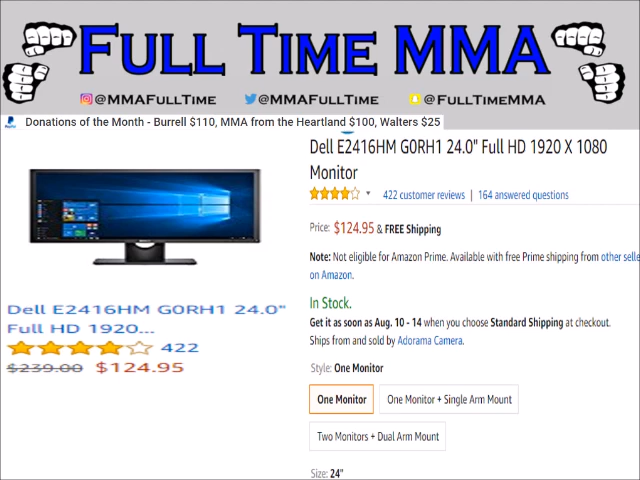 FULL TIME MMA
@MMAFULLTIME @MMAFULLTIME @FULLTIMEMMA
Donations of the Month - Burrell $110, MMA from the Heartland $100, Walters $25
Dell E2416HM G0RH1 24.0" Full HD 1920 X 1080
Monitor
422 customer reviews | 164 answered questions
Price: $124.95 & FREE Shipping
Note: Not eligible for Amazon Prime. Available with free Prime shipping from other selle
on Amazon.
In Stock.
Get it as soon as Aug. 10 - 14 when you choose Standard Shipping at checkout.
Ships from and sold by Adorama Camera.
Style: One Monitor
One Monitor
One Monitor + Single Arm Mount
Two Monitors + Dual Arm Mount
Size: 24"
Dell E2416HM G0RH1 24.0"
Full HD 1920...
422
$239.00 $124.95